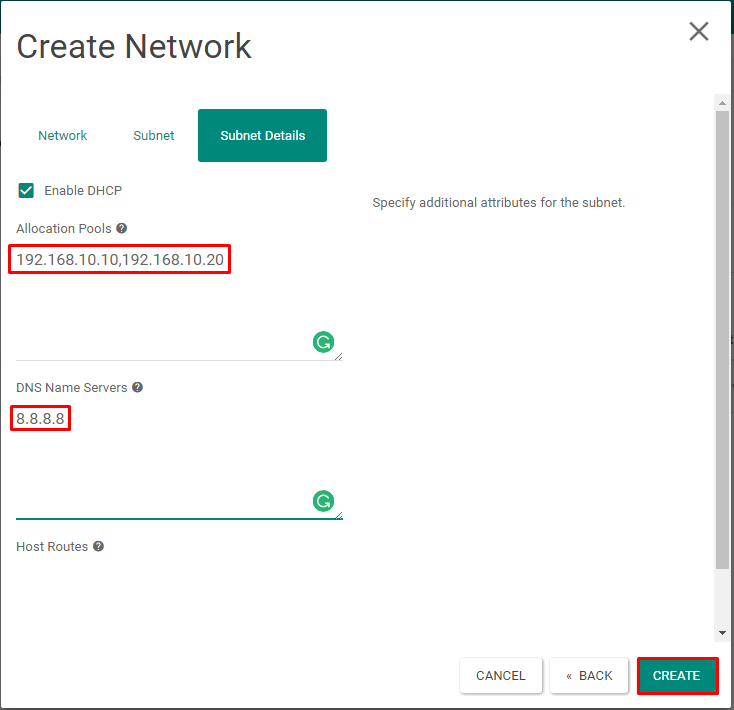 Create Network
Network
Subnet
Subnet Details
Enable DHCP
Specify additional attributes for the subnet.
Allocation Pools
192.168.10.10,192.168.10.20
DNS Name Servers
8.8.8.8
Host Routes
CANCEL
« BACK
CREATE